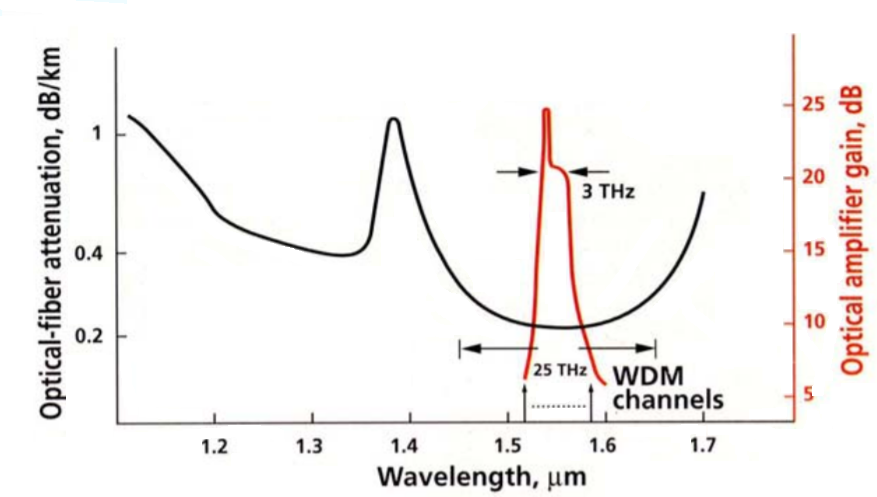 Optical-fiber attenuation, dB/km
1
0.4
0.2
25
20
15
10
5
Optical amplifier gain, dB
3 THz
25 THz
WDM
channels
1.2
1.3
1.4
1.5
1.6
1.7
Wavelength, μm